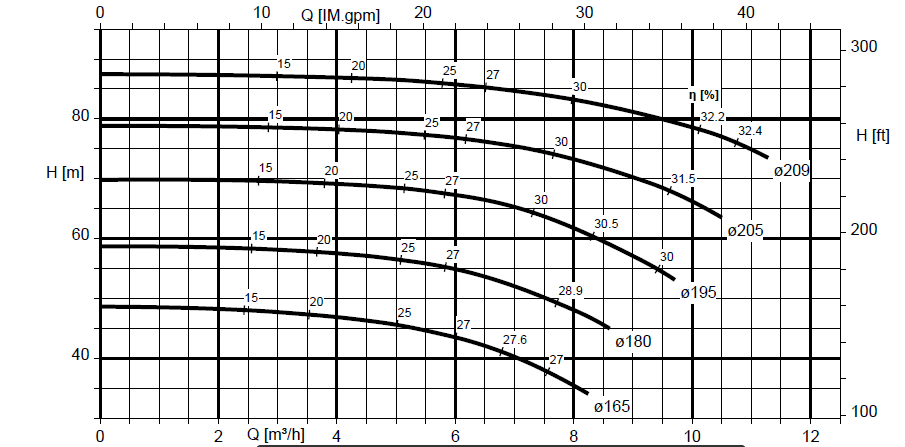 0 10 Q [IM.gpm] 20 30 40
300
15 20 25 27 30
η [%]
80 15 20 25 27 32.2 32.4
30 H [ft]
H [m] 15 20 25 27 31.5 ø209
30 30.5 200
60 15 20 25 27 30 ø205
28.9 ø195
15 20 25 27 27.6 ø180
40 27
ø165
100
0 2 Q [m³/h] 4 6 8 10 12